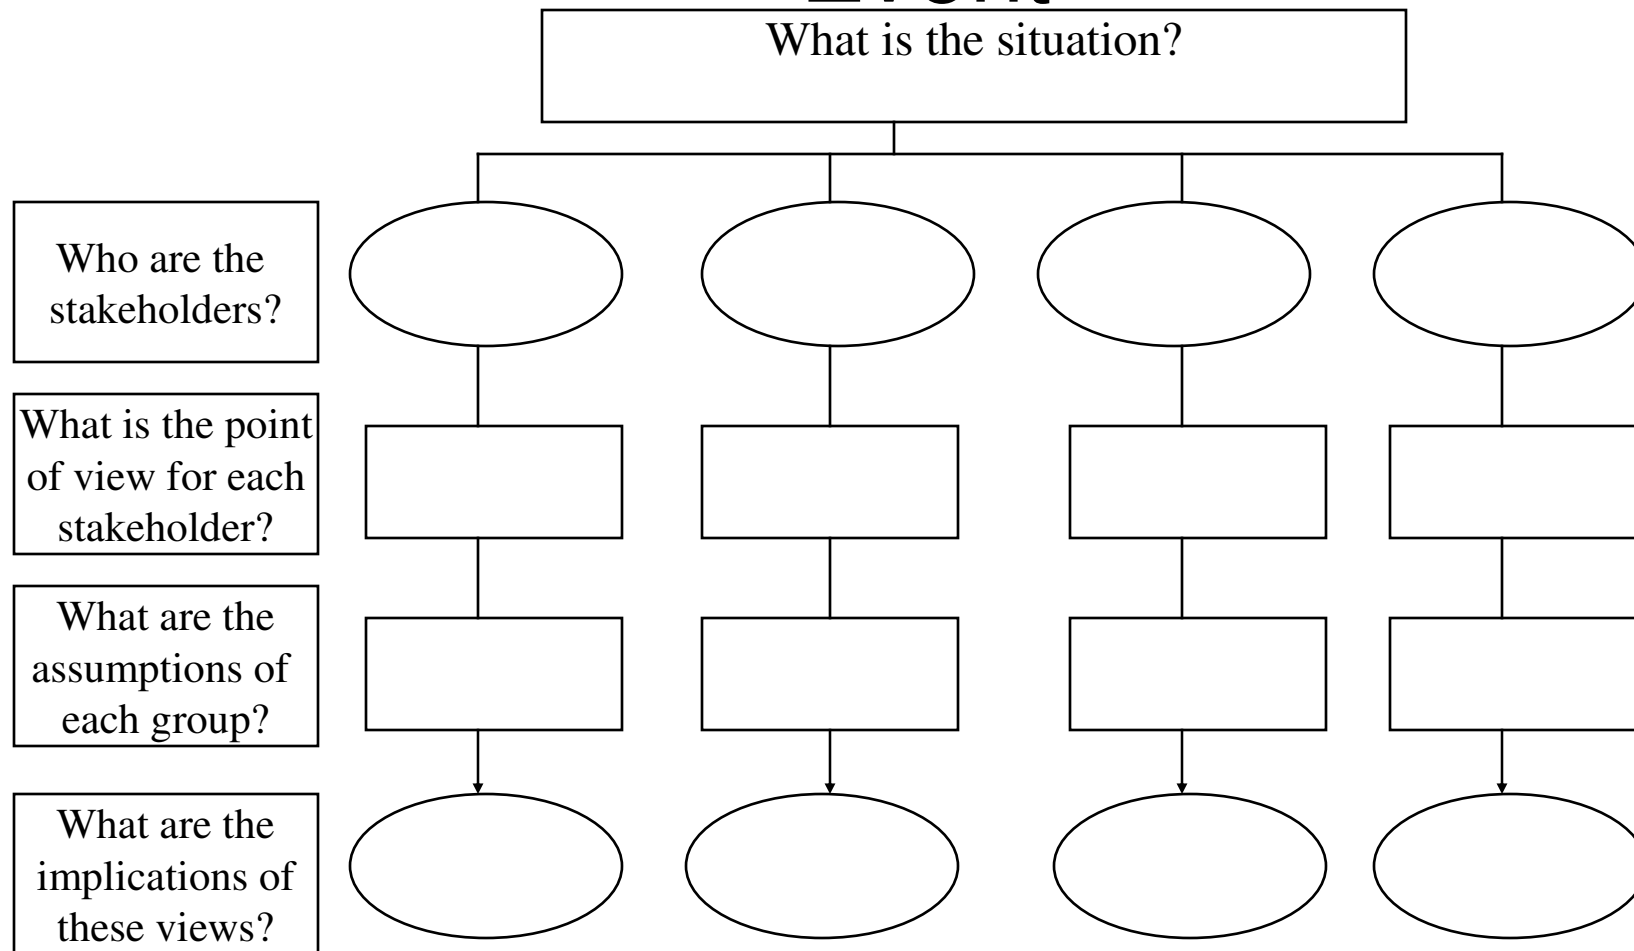 What is the situation?
Who are the
stakeholders?
What is the point
of view for each
stakeholder?
What are the
assumptions of
each group?
What are the
implications of
these views?